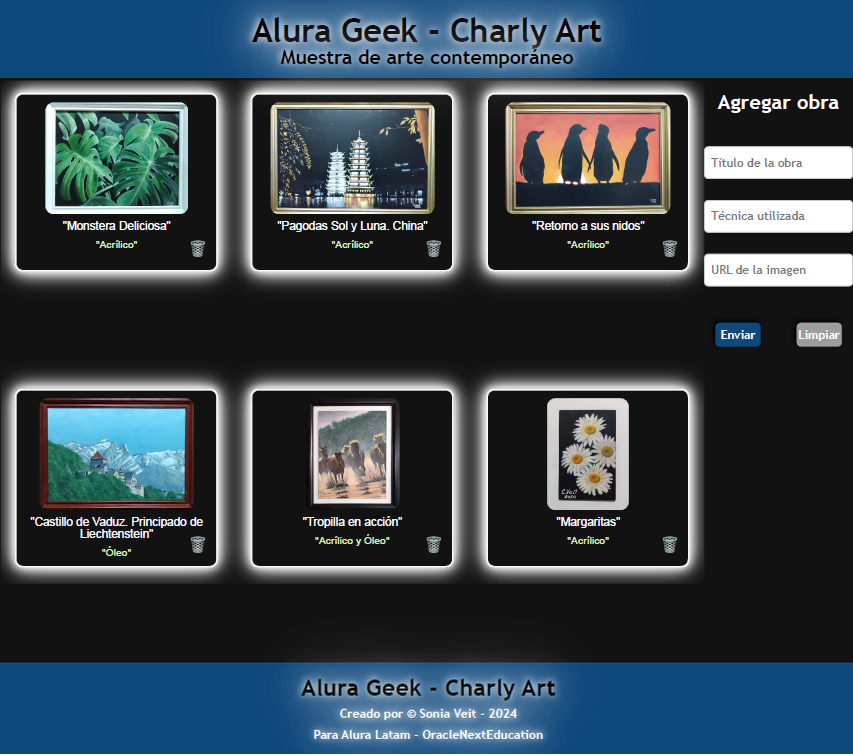 Alura Geek - Charly Art
Muestra de arte contemporáneo
"Monstera Deliciosa"
"Acrílico"
"Pagodas Sol y Luna. China"
"Acrílico"
"Retorno a sus nidos"
"Acrílico"
Agregar obra
Título de la obra
Técnica utilizada
URL de la imagen
Enviar
Limpiar
"Castillo de Vaduz. Principado de
Liechtenstein"
"Óleo"
"Tropilla en acción"
"Acrílico y Óleo"
C.Veit
2020
"Margaritas"
"Acrílico"
Alura Geek - Charly Art
Creado por © Sonia Veit - 2024
Para Alura Latam - OracleNextEducation